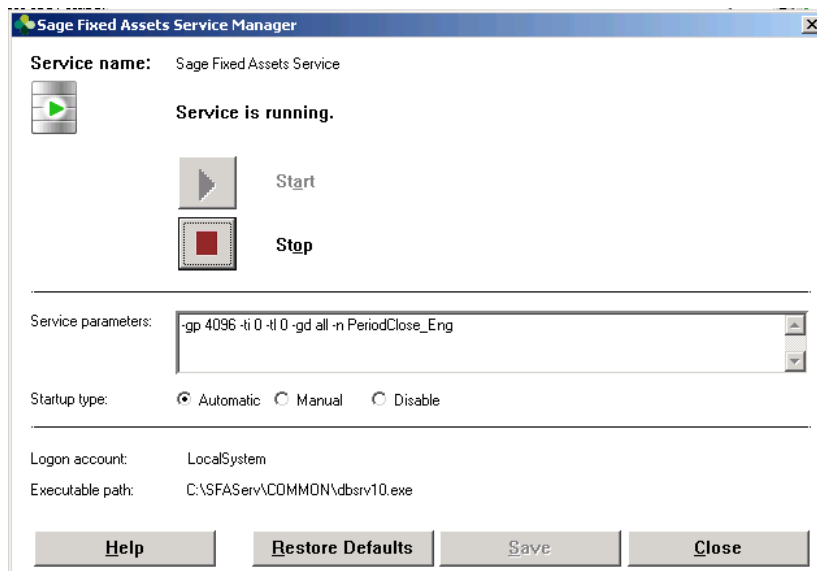 Sage Fixed Assets Service Manager
Service name: Sage Fixed Assets Service
Service is running.
Start
Stop
Service parameters: -gp 4096 -ti 0 -tl 0 -gd all -n PeriodClose_Eng
Startup type: Automatic Manual Disable
Logon account: LocalSystem
Executable path: C:\SFAServ\COMMON\dbsrv10.exe
Help Restore Defaults Save Close